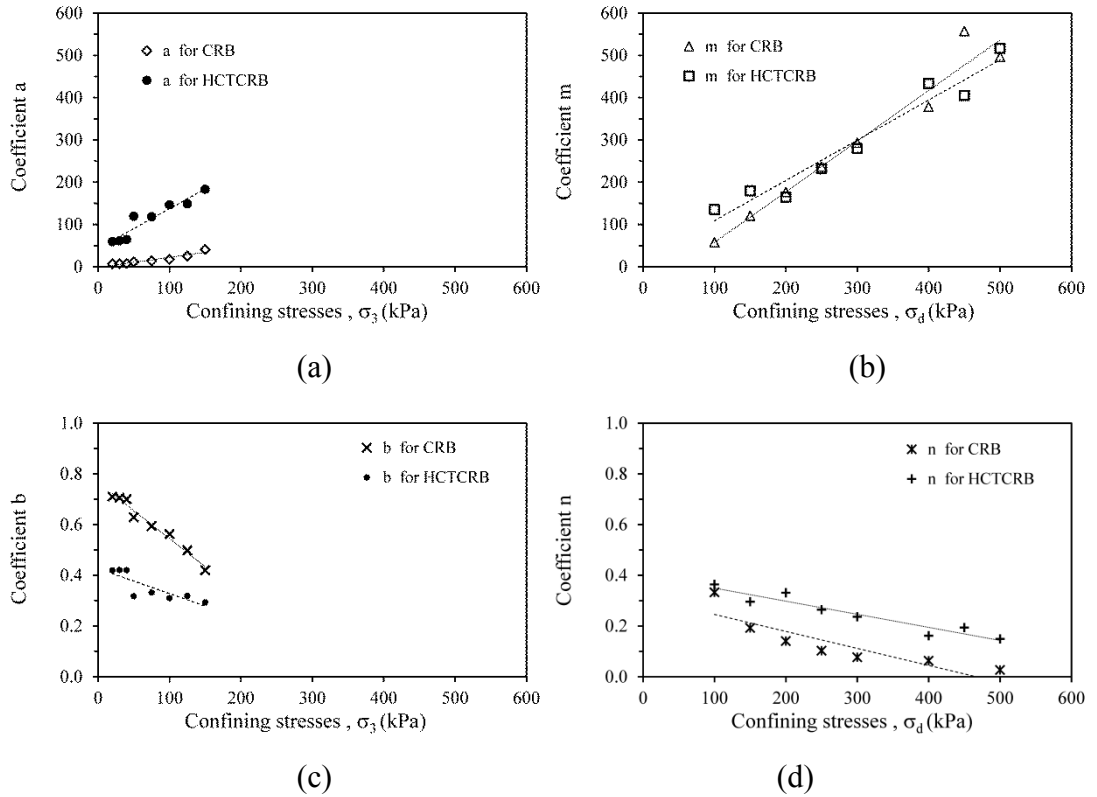 600
500
400
300
200
100
0
Coefficient a
a for CRB
a for HCTCRB
0 100 200 300 400 500 600
Confining stresses , σ3 (kPa)
(a)
600
500
400
300
200
100
0
Coefficient m
m for CRB
m for HCTCRB
0 100 200 300 400 500 600
Confining stresses , σd (kPa)
(b)
1.0
0.8
0.6
0.4
0.2
0.0
Coefficient b
b for CRB
b for HCTCRB
0 100 200 300 400 500 600
Confining stresses , σ3 (kPa)
(c)
1.0
0.8
0.6
0.4
0.2
0.0
Coefficient n
n for CRB
n for HCTCRB
0 100 200 300 400 500 600
Confining stresses , σd (kPa)
(d)